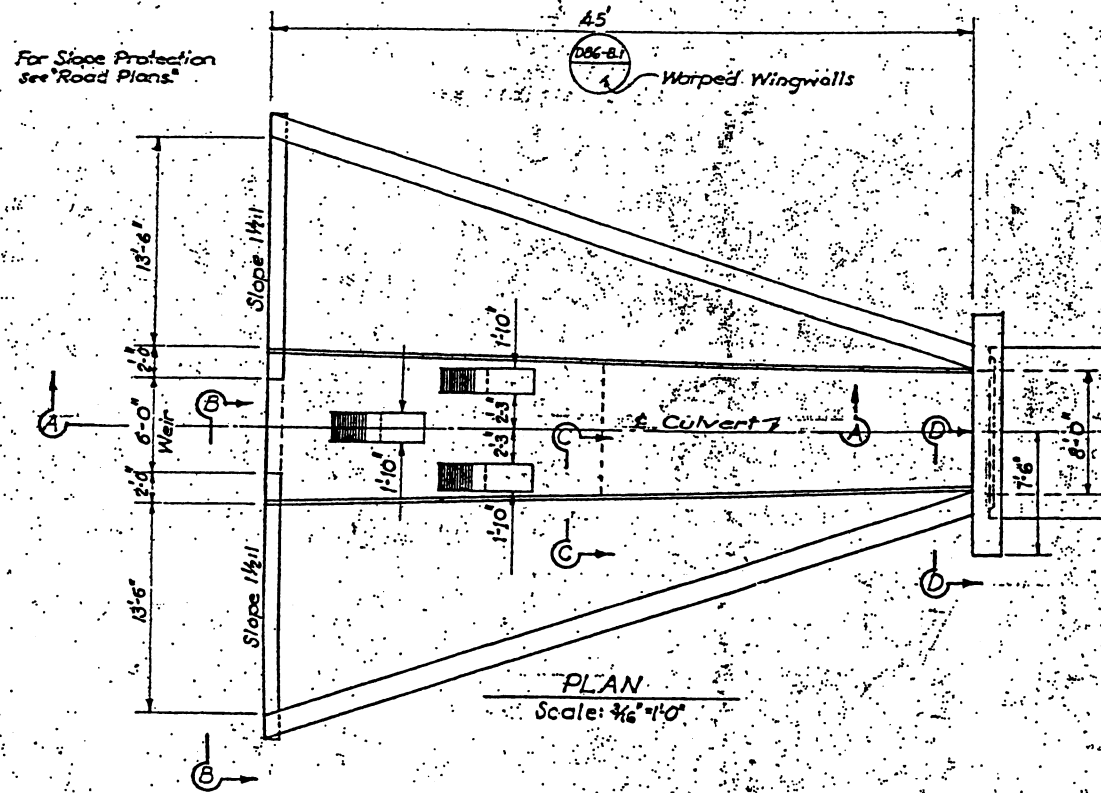 45'
For Slope Protection
see "Road Plans."
D86-B.1
Warped Wingwalls
13'-6"
Slope 1½:1
2'-0"
1'-10"
A
B
6'-0"
Weir
2'-3"
2'-3"
C
℄ Culvert
A
D
8'-0"
7'-6"
2'-0"
1'-10"
1'-10"
C
D
13'-6"
Slope 1½:1
PLAN
Scale: 3/16"=1'-0"
B